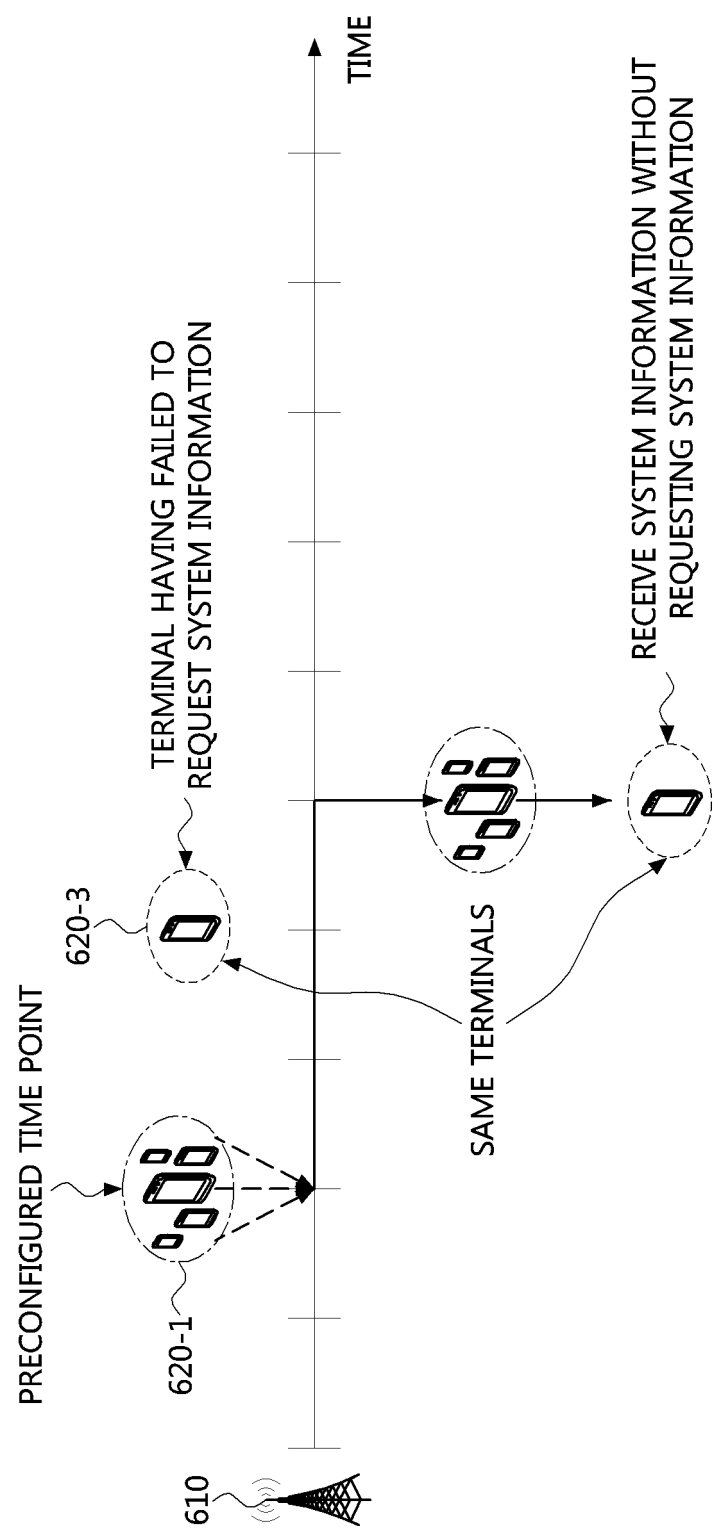 PRECONFIGURED TIME POINT
620-1
620-3
TERMINAL HAVING FAILED TO
REQUEST SYSTEM INFORMATION
610
TIME
SAME TERMINALS
RECEIVE SYSTEM INFORMATION WITHOUT
REQUESTING SYSTEM INFORMATION